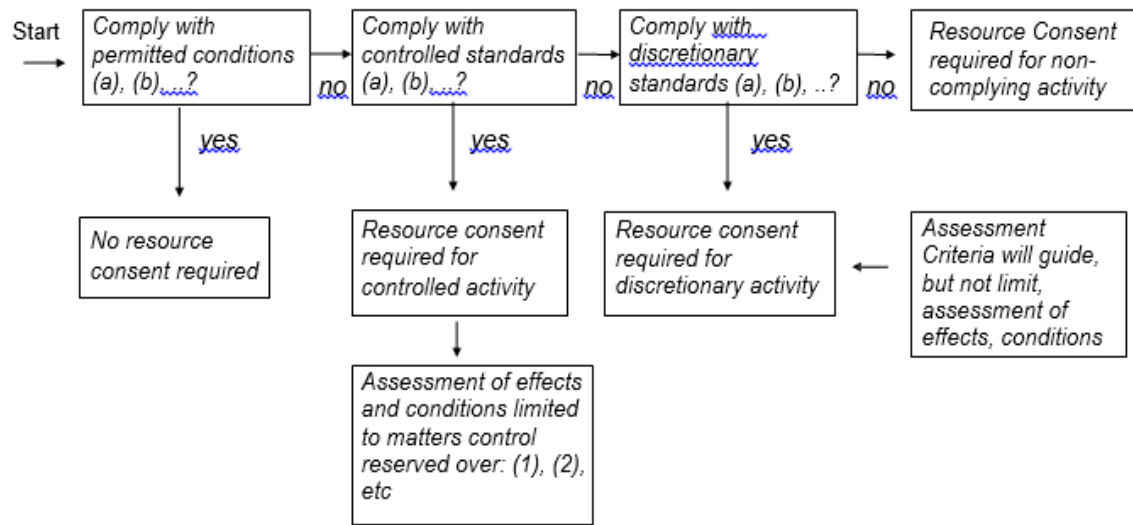 Start
Comply with
permitted conditions
(a), (b), ..?
no
Comply with
controlled standards
(a), (b), ...?
no
Comply with
discretionary
standards (a), (b), ..?
no
Resource Consent
required for non-
complying activity
yes
yes
yes
No resource
consent required
Resource consent
required for
controlled activity
Resource consent
required for
discretionary activity
Assessment
Criteria will guide,
but not limit,
assessment of
effects, conditions
Assessment of effects
and conditions limited
to matters control
reserved over: (1), (2),
etc